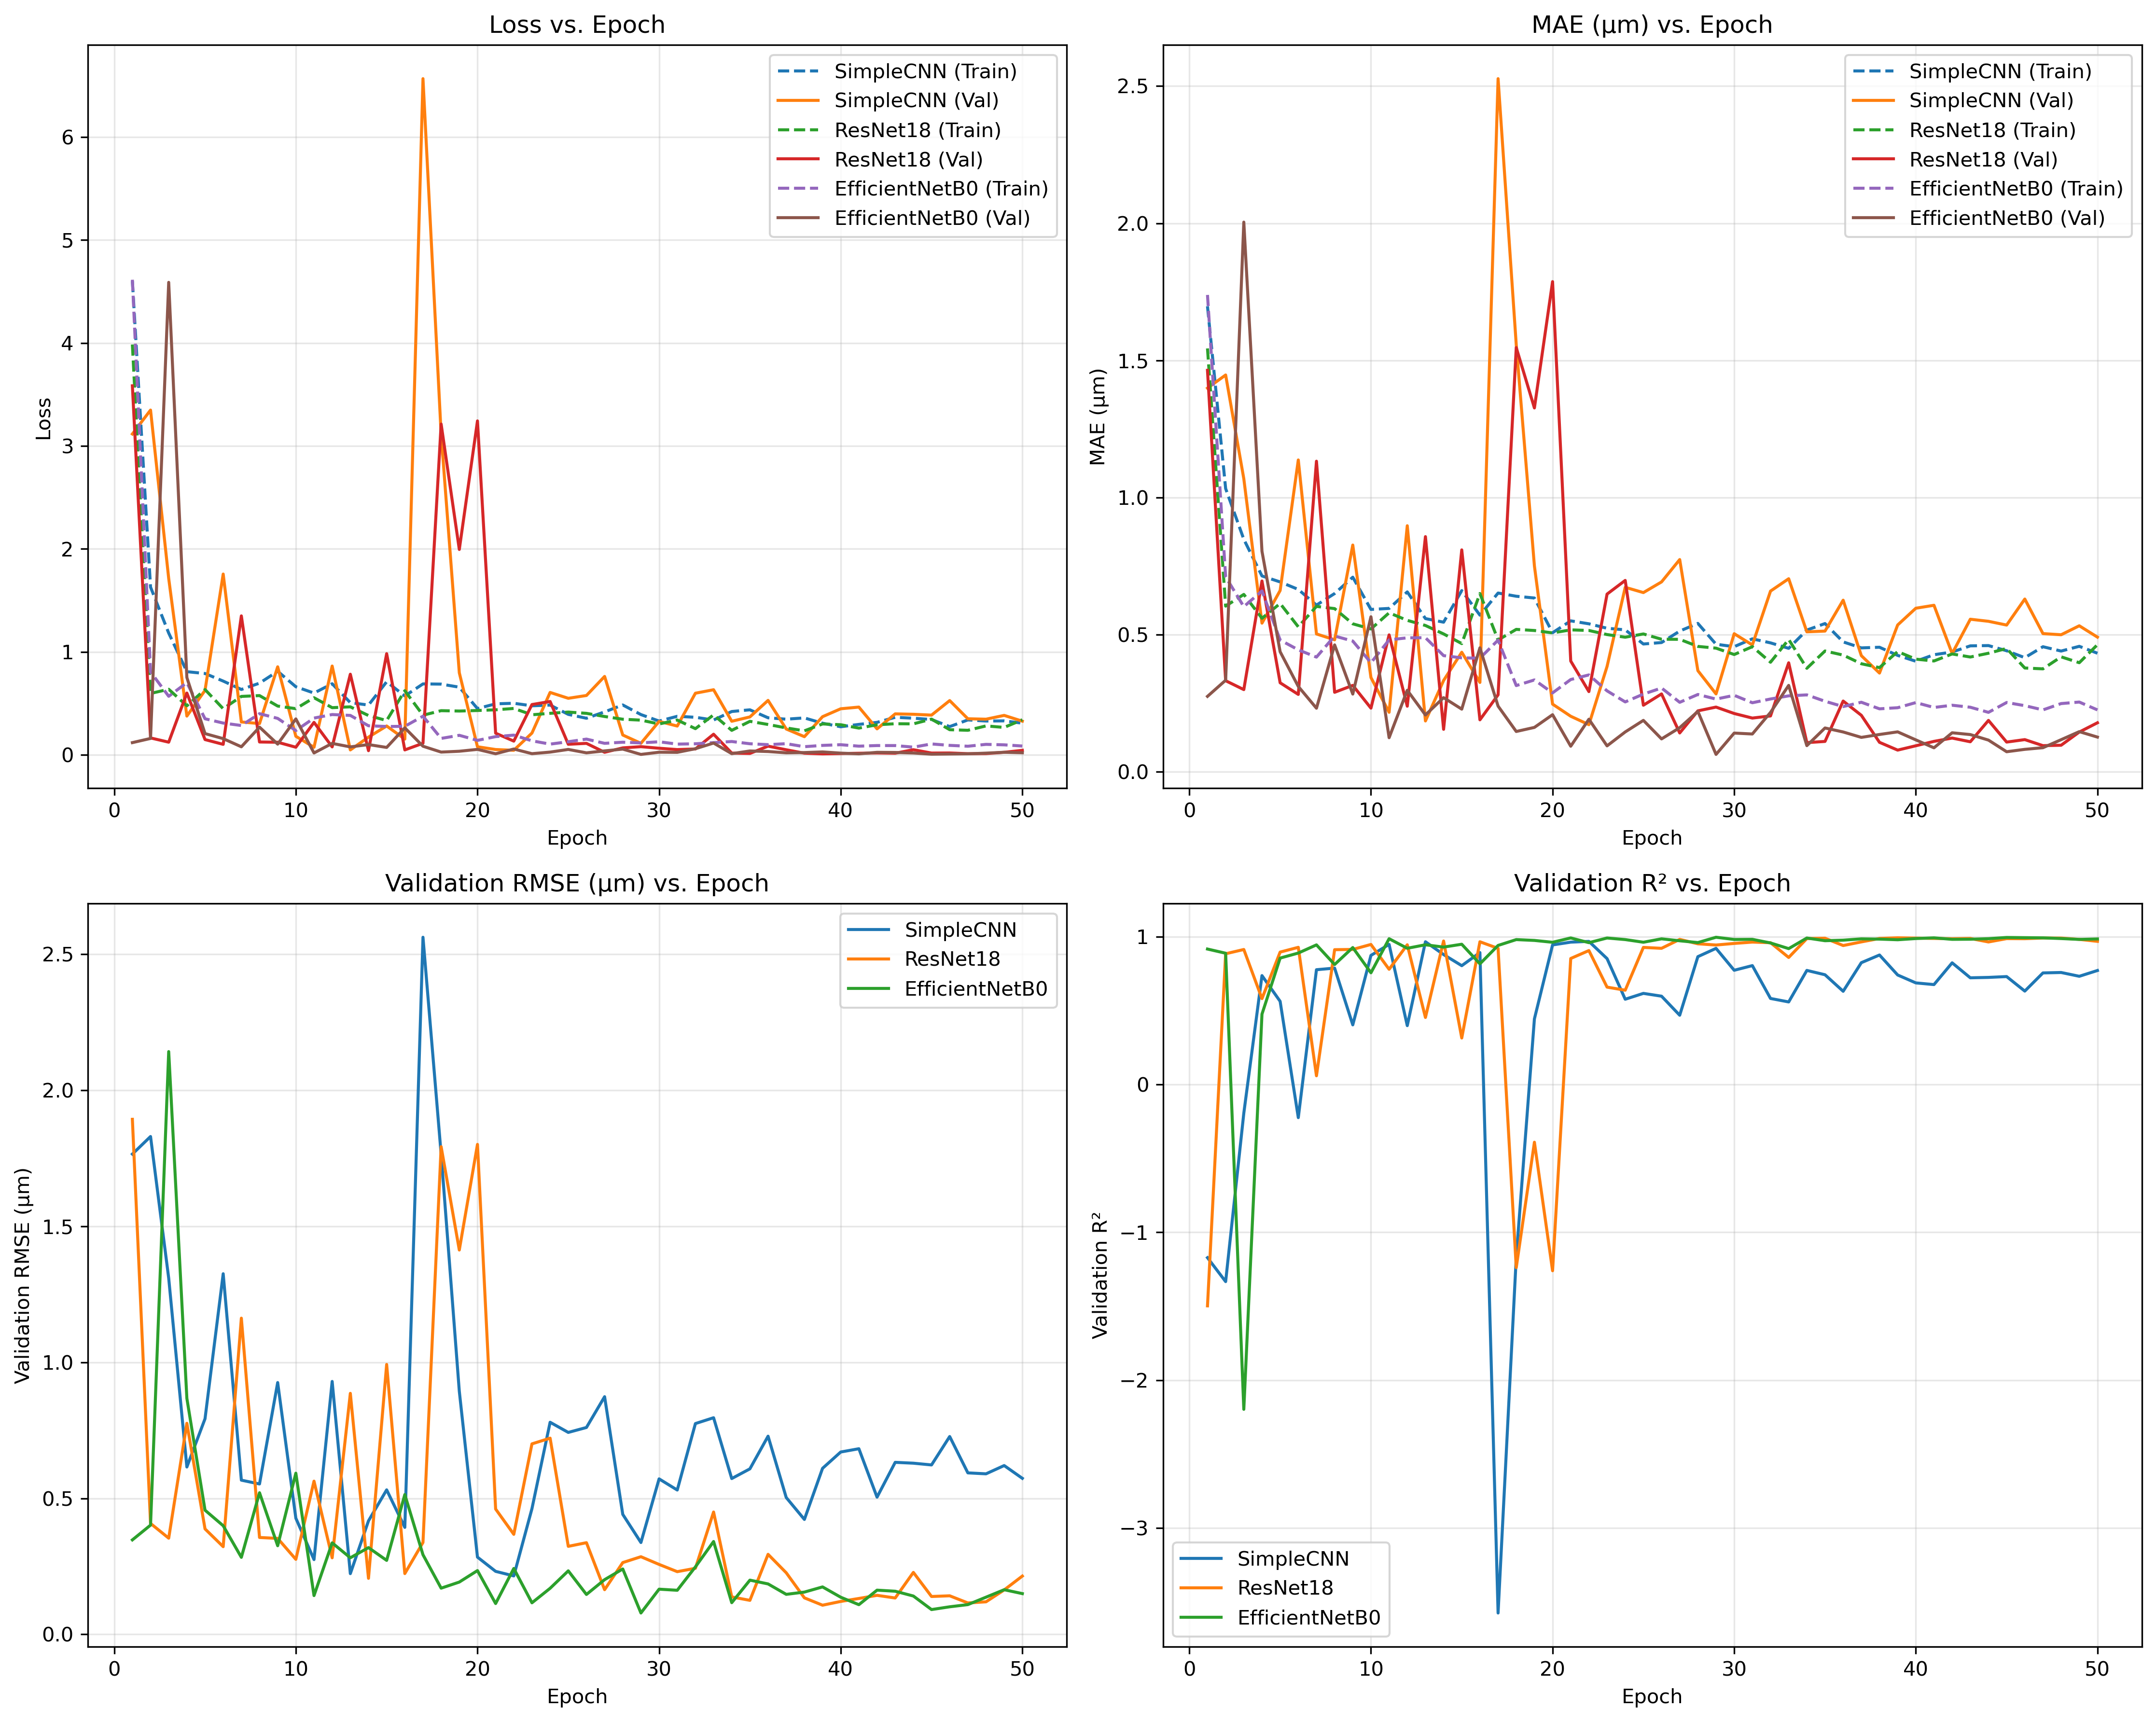 Loss vs. Epoch
SimpleCNN (Train)
SimpleCNN (Val)
ResNet18 (Train)
ResNet18 (Val)
EfficientNetB0 (Train)
EfficientNetB0 (Val)
Loss
6
5
4
3
2
1
0
0 10 20 30 40 50
Epoch
MAE (μm) vs. Epoch
SimpleCNN (Train)
SimpleCNN (Val)
ResNet18 (Train)
ResNet18 (Val)
EfficientNetB0 (Train)
EfficientNetB0 (Val)
MAE (μm)
2.5
2.0
1.5
1.0
0.5
0.0
0 10 20 30 40 50
Epoch
Validation RMSE (μm) vs. Epoch
SimpleCNN
ResNet18
EfficientNetB0
Validation RMSE (μm)
2.5
2.0
1.5
1.0
0.5
0.0
0 10 20 30 40 50
Epoch
Validation R² vs. Epoch
Validation R²
1
0
−1
−2
−3
SimpleCNN
ResNet18
EfficientNetB0
0 10 20 30 40 50
Epoch